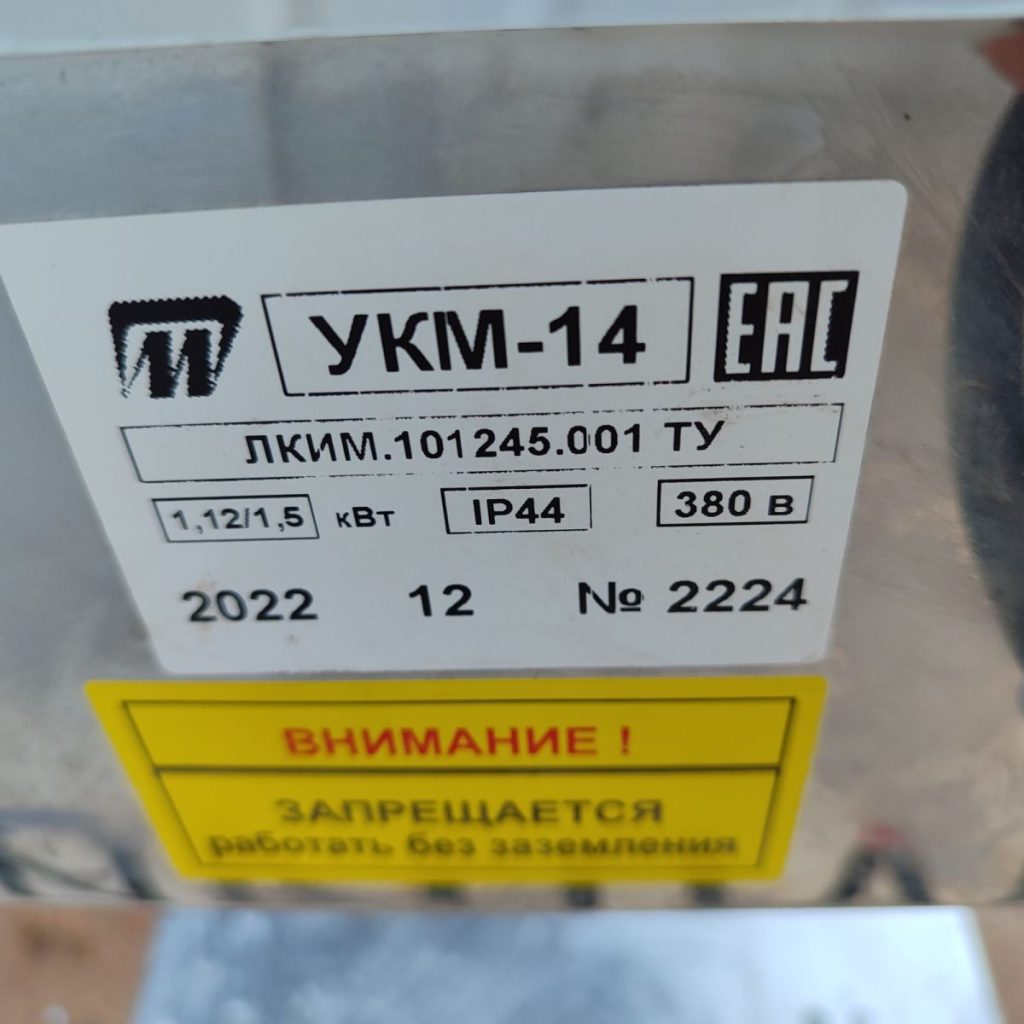 УКМ-14 EAC
ЛКИМ.101245.001 ТУ
1,12/1,5 кВт IP44 380 в
2022 12 № 2224
ВНИМАНИЕ !
ЗАПРЕЩАЕТСЯ
работать без заземления